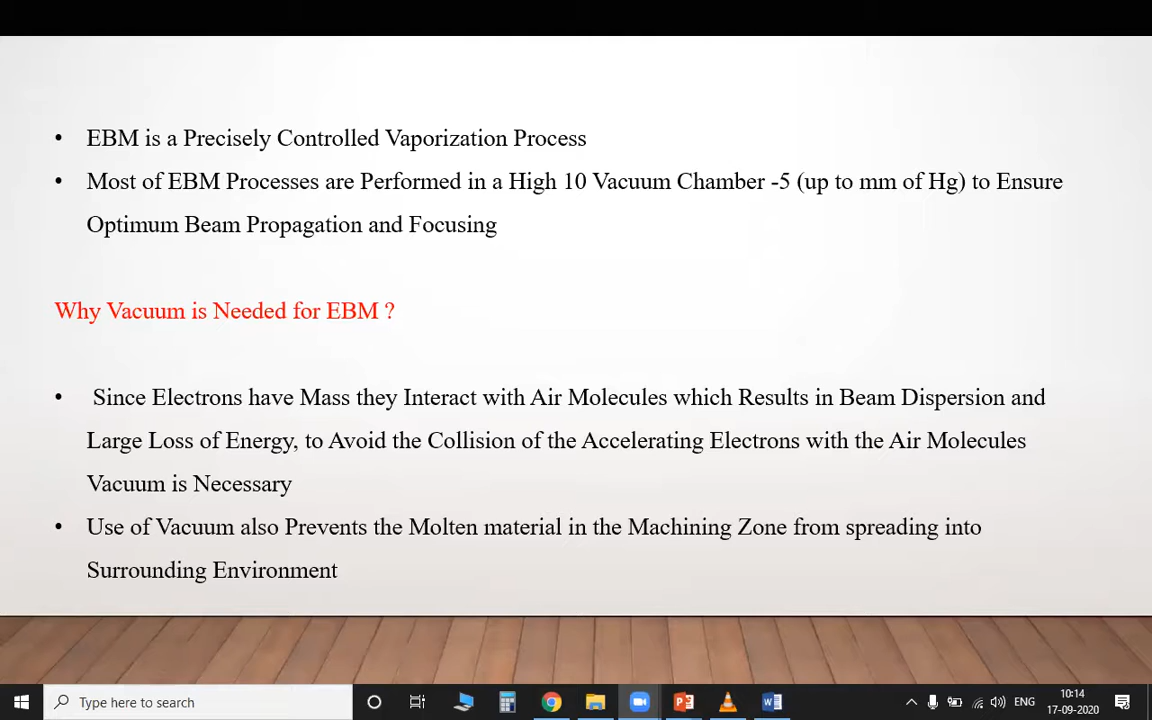 • EBM is a Precisely Controlled Vaporization Process
• Most of EBM Processes are Performed in a High 10 Vacuum Chamber -5 (up to mm of Hg) to Ensure
Optimum Beam Propagation and Focusing
Why Vacuum is Needed for EBM ?
• Since Electrons have Mass they Interact with Air Molecules which Results in Beam Dispersion and
Large Loss of Energy, to Avoid the Collision of the Accelerating Electrons with the Air Molecules
Vacuum is Necessary
• Use of Vacuum also Prevents the Molten material in the Machining Zone from spreading into
Surrounding Environment
Type here to search
ENG
10:14
17-09-2020